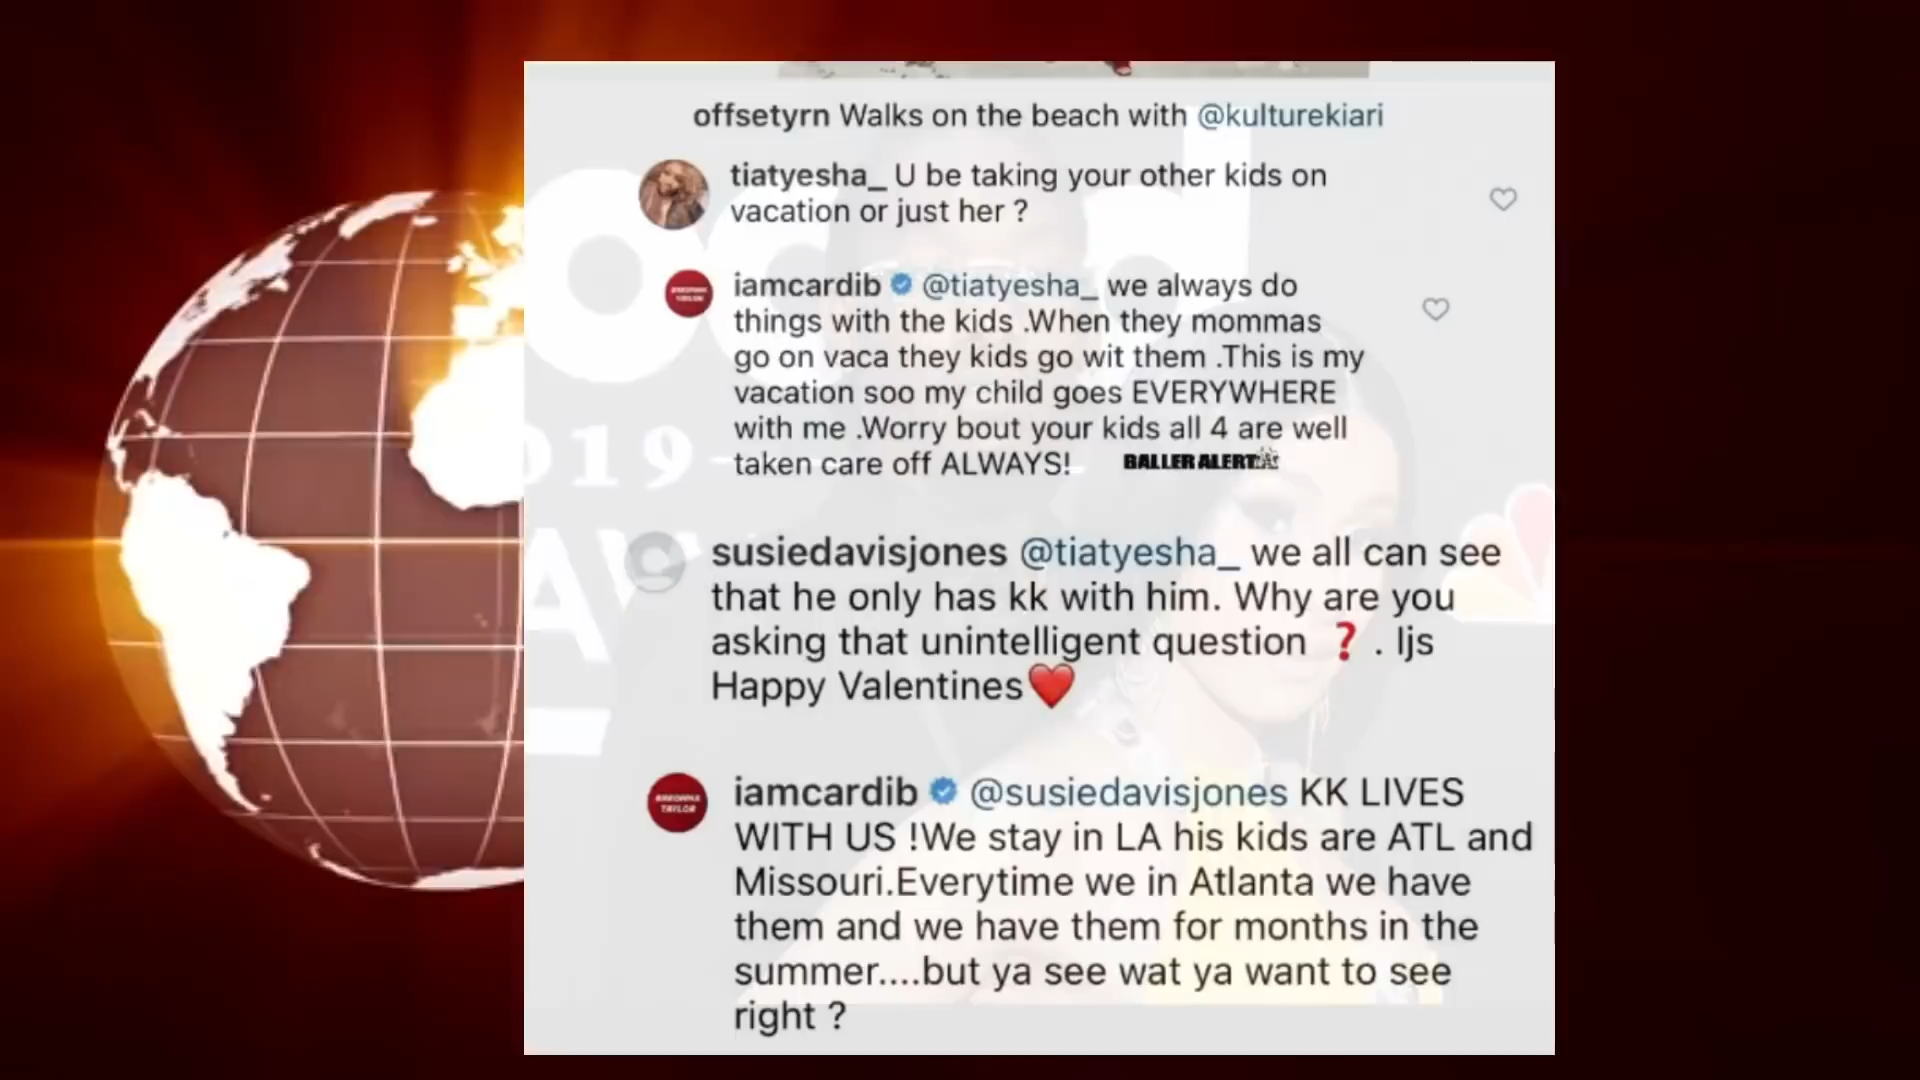 offsetyrn Walks on the beach with @kulturekiari
tiatyesha_ U be taking your other kids on
vacation or just her ?
iamcardib @tiatyesha_ we always do
things with the kids .When they mommas
go on vaca they kids go wit them .This is my
vacation soo my child goes EVERYWHERE
with me .Worry bout your kids all 4 are well
taken care off ALWAYS!
BALLER ALERT
susiedavisjones @tiatyesha_ we all can see
that he only has kk with him. Why are you
asking that unintelligent question ❓ . Ijs
Happy Valentines❤️
iamcardib @susiedavisjones KK LIVES
WITH US !We stay in LA his kids are ATL and
Missouri.Everytime we in Atlanta we have
them and we have them for months in the
summer....but ya see wat ya want to see
right ?
019